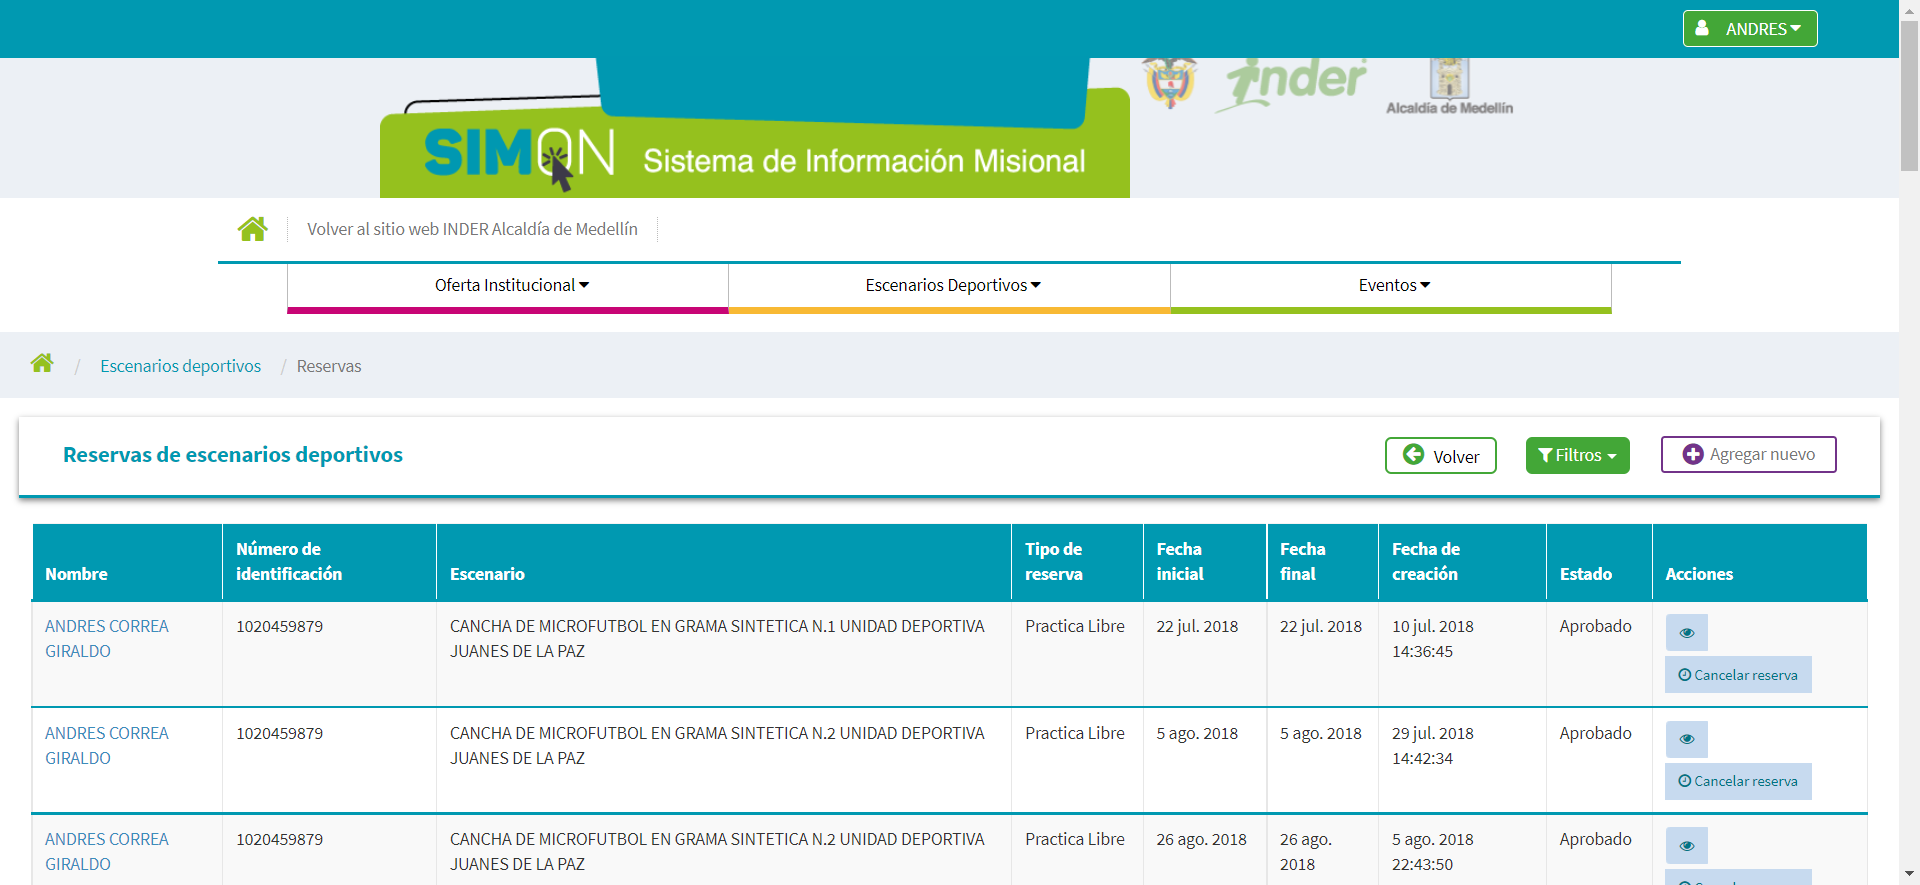 ANDRES
inder
Alcaldía de Medellín
SIMON Sistema de Información Misional
Volver al sitio web INDER Alcaldía de Medellín
Oferta Institucional Escenarios Deportivos Eventos
/ Escenarios deportivos / Reservas
Reservas de escenarios deportivos Volver Filtros Agregar nuevo
Nombre Número de identificación Escenario Tipo de reserva Fecha inicial Fecha final Fecha de creación Estado Acciones
ANDRES CORREA 1020459879 CANCHA DE MICROFUTBOL EN GRAMA SINTETICA N.1 UNIDAD DEPORTIVA Practica Libre 22 jul. 2018 22 jul. 2018 10 jul. 2018 Aprobado
GIRALDO JUANES DE LA PAZ 14:36:45
Cancelar reserva
ANDRES CORREA 1020459879 CANCHA DE MICROFUTBOL EN GRAMA SINTETICA N.2 UNIDAD DEPORTIVA Practica Libre 5 ago. 2018 5 ago. 2018 29 jul. 2018 Aprobado
GIRALDO JUANES DE LA PAZ 14:42:34
Cancelar reserva
ANDRES CORREA 1020459879 CANCHA DE MICROFUTBOL EN GRAMA SINTETICA N.2 UNIDAD DEPORTIVA Practica Libre 26 ago. 2018 26 ago. 5 ago. 2018 Aprobado
GIRALDO JUANES DE LA PAZ 2018 22:43:50